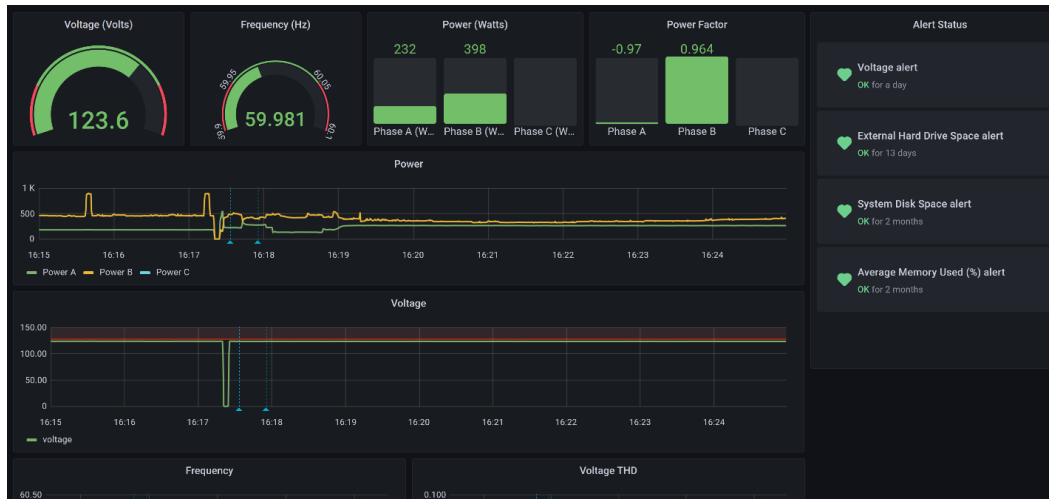 Voltage (Volts)
123.6
Frequency (Hz)
59.9
59.95
60.05
60.1
59.981
Power (Watts)
232
398
Phase A (W...
Phase B (W...
Phase C (W...
Power Factor
-0.97
0.964
Phase A
Phase B
Phase C
Alert Status
Voltage alert
OK for a day
External Hard Drive Space alert
OK for 13 days
System Disk Space alert
OK for 2 months
Average Memory Used (%) alert
OK for 2 months
Power
1 K
500
0
16:15 16:16 16:17 16:18 16:19 16:20 16:21 16:22 16:23 16:24
Power A Power B Power C
Voltage
150.00
100.00
50.00
0
16:15 16:16 16:17 16:18 16:19 16:20 16:21 16:22 16:23 16:24
voltage
Frequency
60.50
Voltage THD
0.100